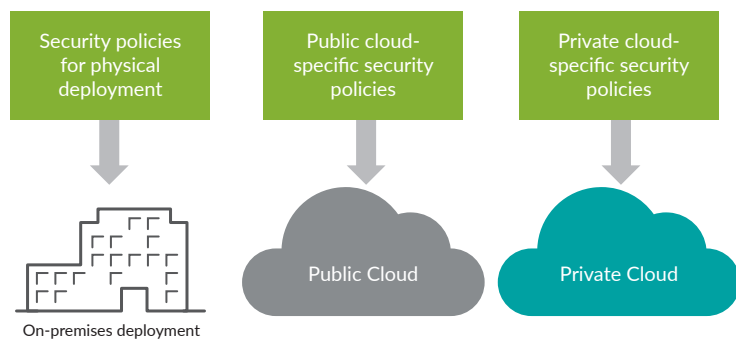 Security policies
for physical
deployment
Public cloud-
specific security
policies
Private cloud-
specific security
policies
Public Cloud
Private Cloud
On-premises deployment